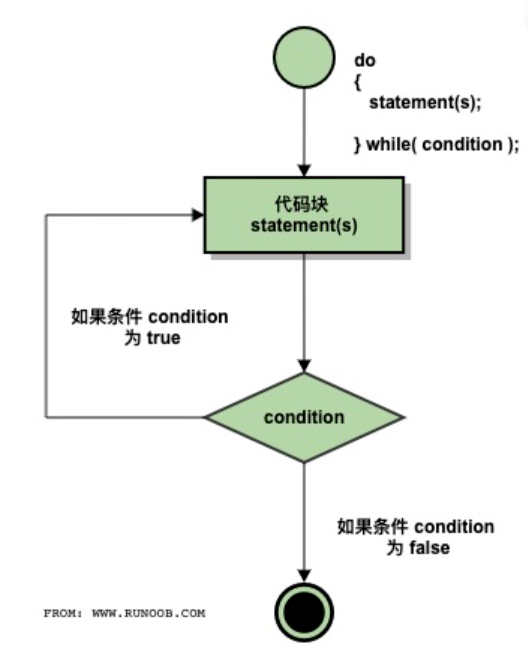 do
{
statement(s);
} while( condition );
代码块
statement(s)
如果条件 condition
为 true
condition
如果条件 condition
为 false
FROM: WWW.RUNOOB.COM